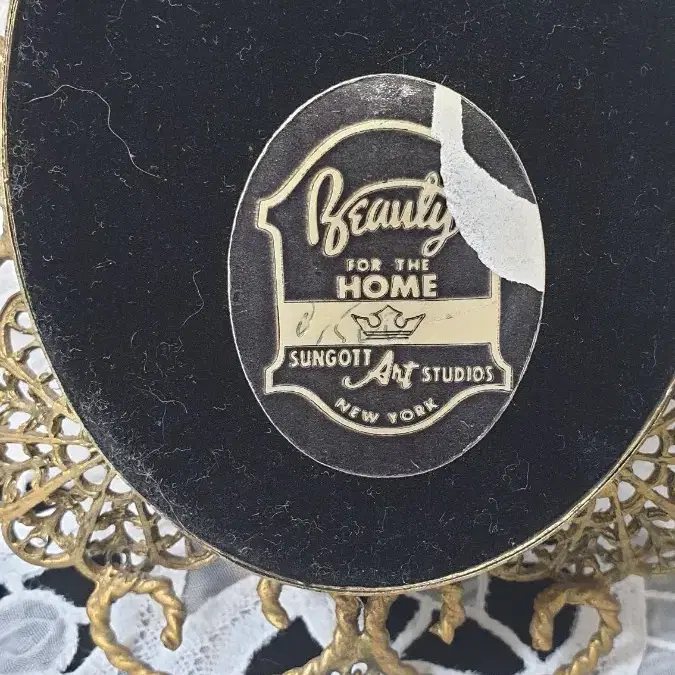 Beauty
FOR THE
HOME
SUNGOTT Art STUDIOS
NEW YORK